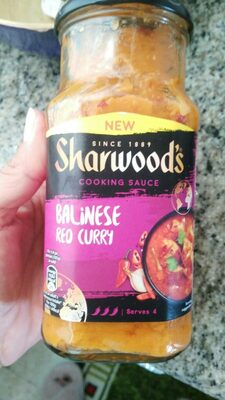 NEW
SINCE 1889
Sharwood's
COOKING SAUCE
BALINESE
RED CURRY
Serves 4